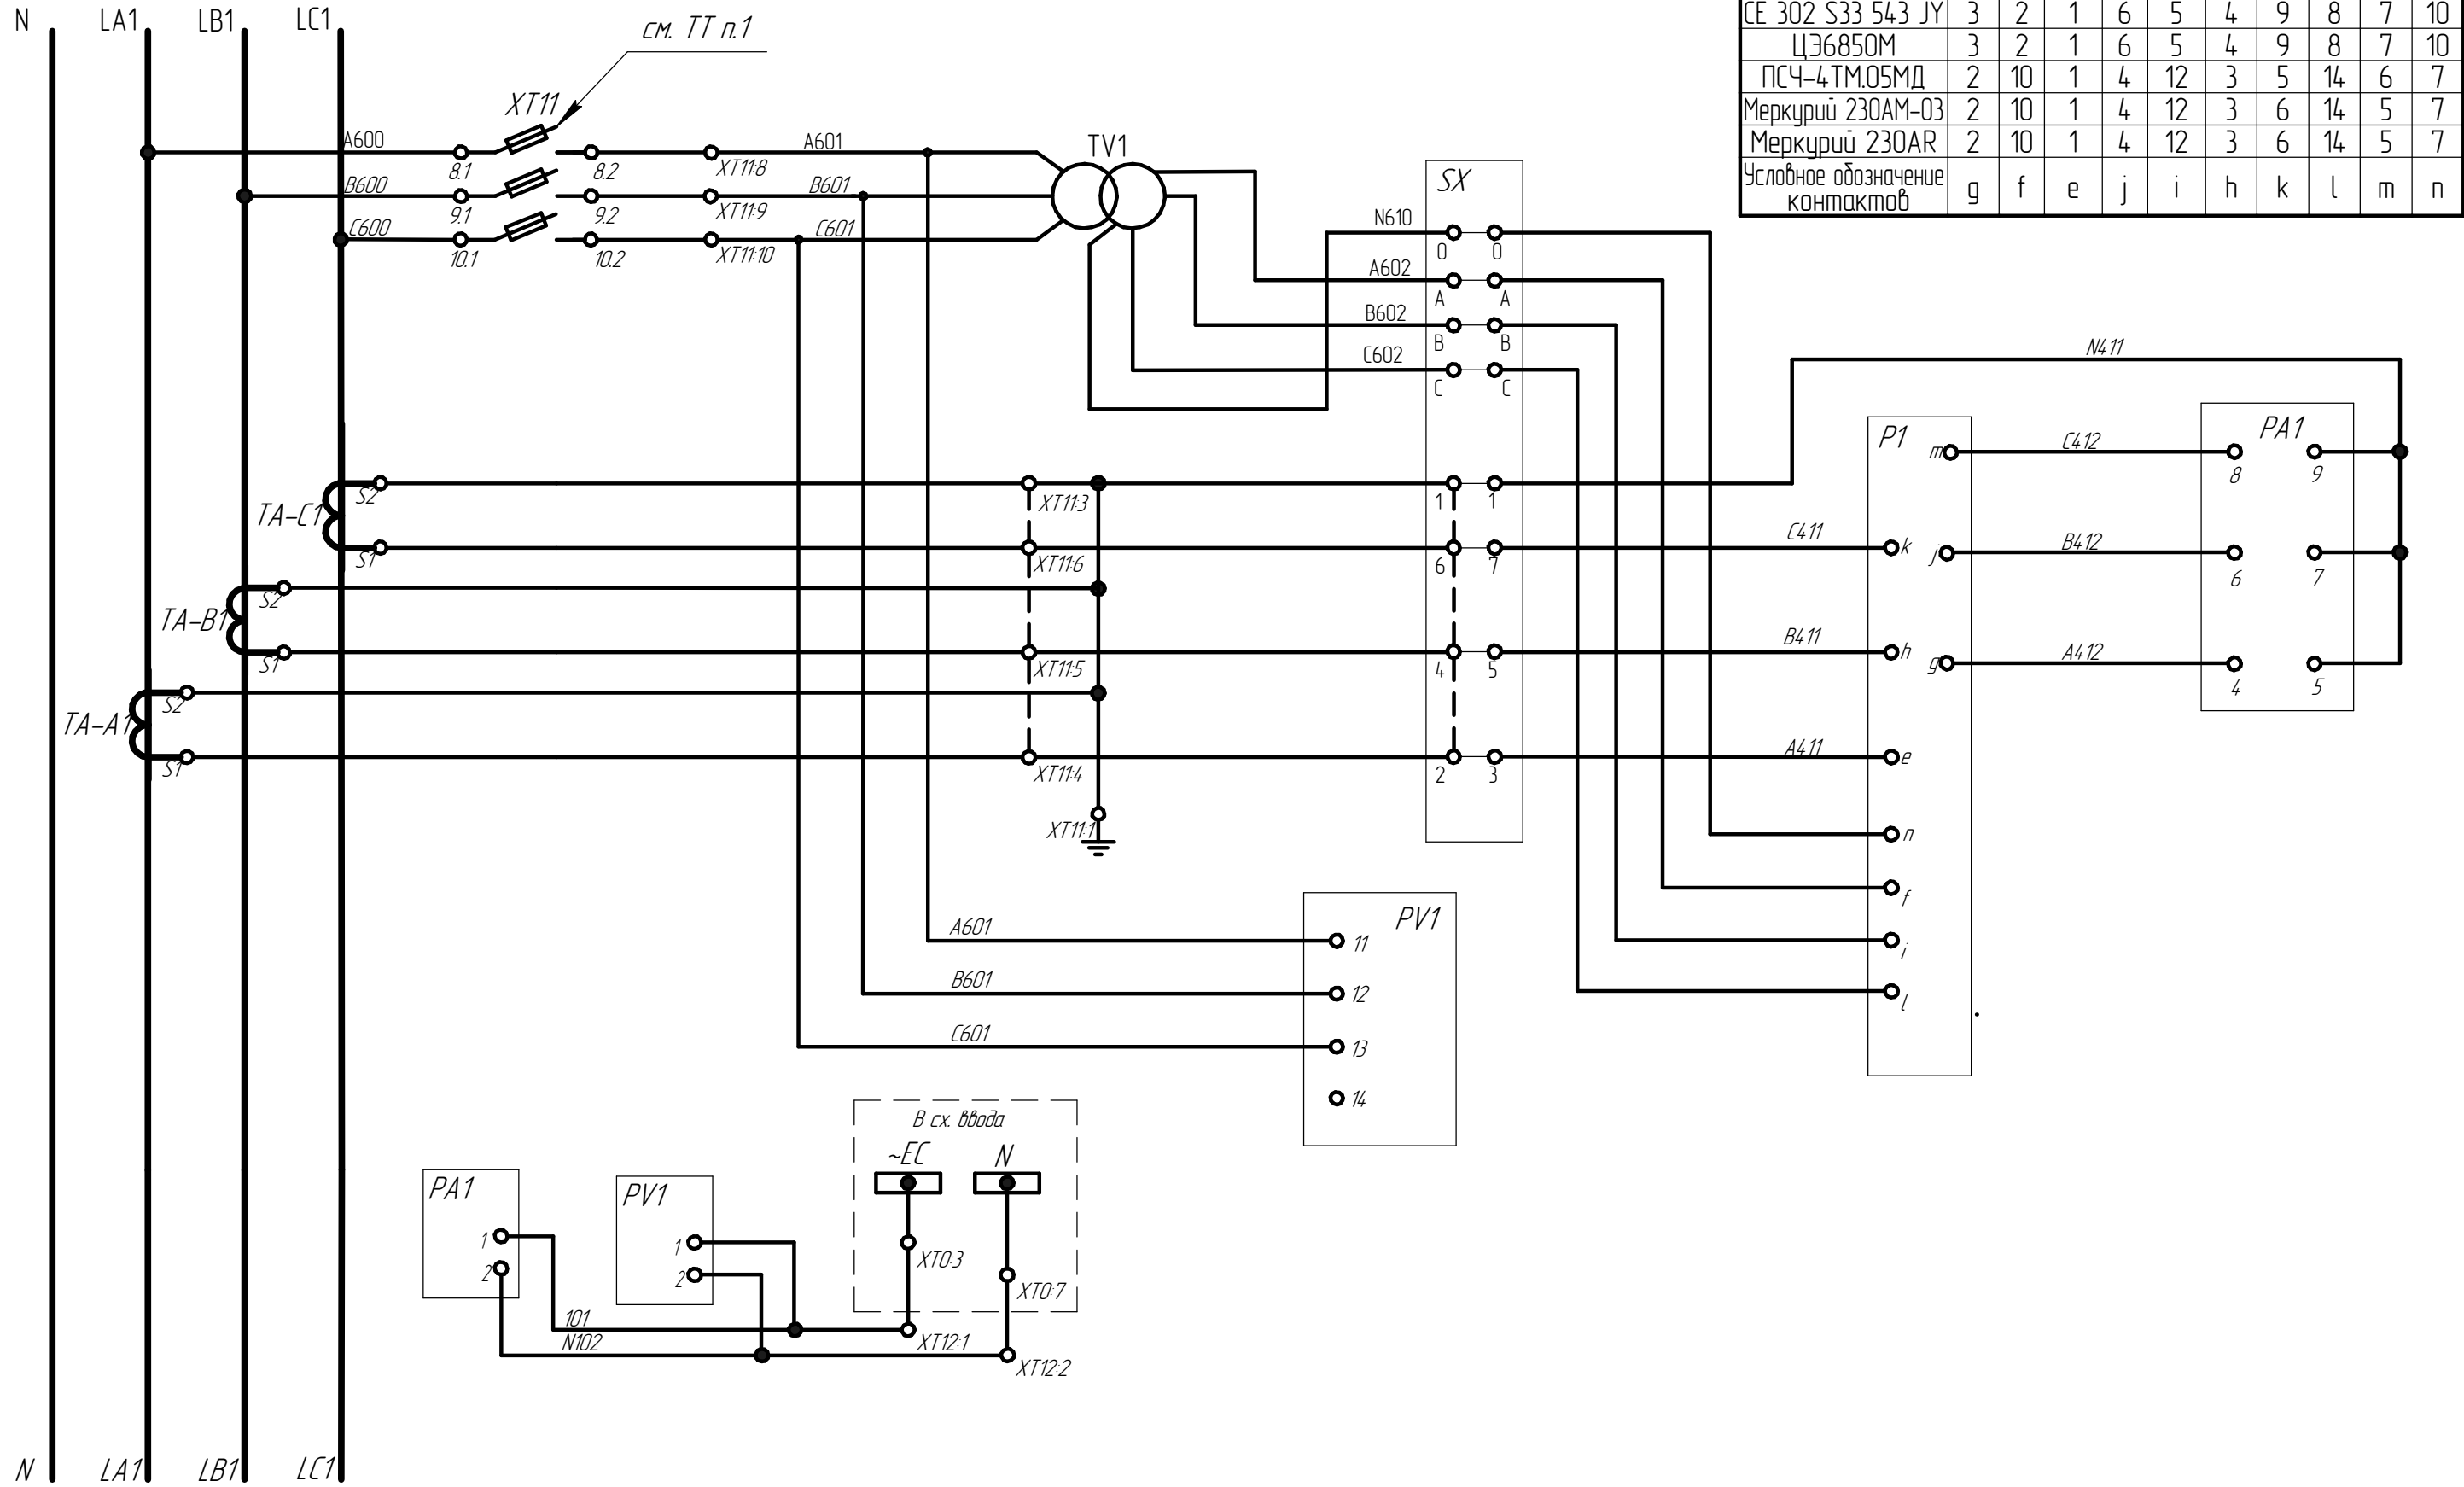 N LA1 LB1 LC1
см. ТТ п.1
CE 302 S33 543 JY 3 2 1 6 5 4 9 8 7 10
ЦЭ6850М 3 2 1 6 5 4 9 8 7 10
ПСЧ-4ТМ.05МД 2 10 1 4 12 3 5 14 6 7
Меркурий 230АМ-03 2 10 1 4 12 3 6 14 5 7
Меркурий 230AR 2 10 1 4 12 3 6 14 5 7
Условное обозначение
контактов g f e j i h k l m n
XT11
A600 8.1 8.2 XT11:8 A601
B600 9.1 9.2 XT11:9 B601
C600 10.1 10.2 XT11:10 C601
TV1
SX
N610 0 0
A602 A A
B602 B B
C602 C C
N411
P1
PA1
m C412 8 9
TA-C1 S2 XT11:3 1 1
S1 XT11:6 6 7 C411 k
j B412 6 7
TA-B1 S2
S1 XT11:5 4 5 B411 h
g A412 4 5
TA-A1 S2
S1 XT11:4 2 3 A411 e
XT11:1
n
f
i
l
PV1
A601 11
B601 12
C601 13
14
В сх. ввода
~EC N
PA1
1
2
PV1
1
2
XT0:3
XT0:7
101
N102
XT12:1
XT12:2
N LA1 LB1 LC1